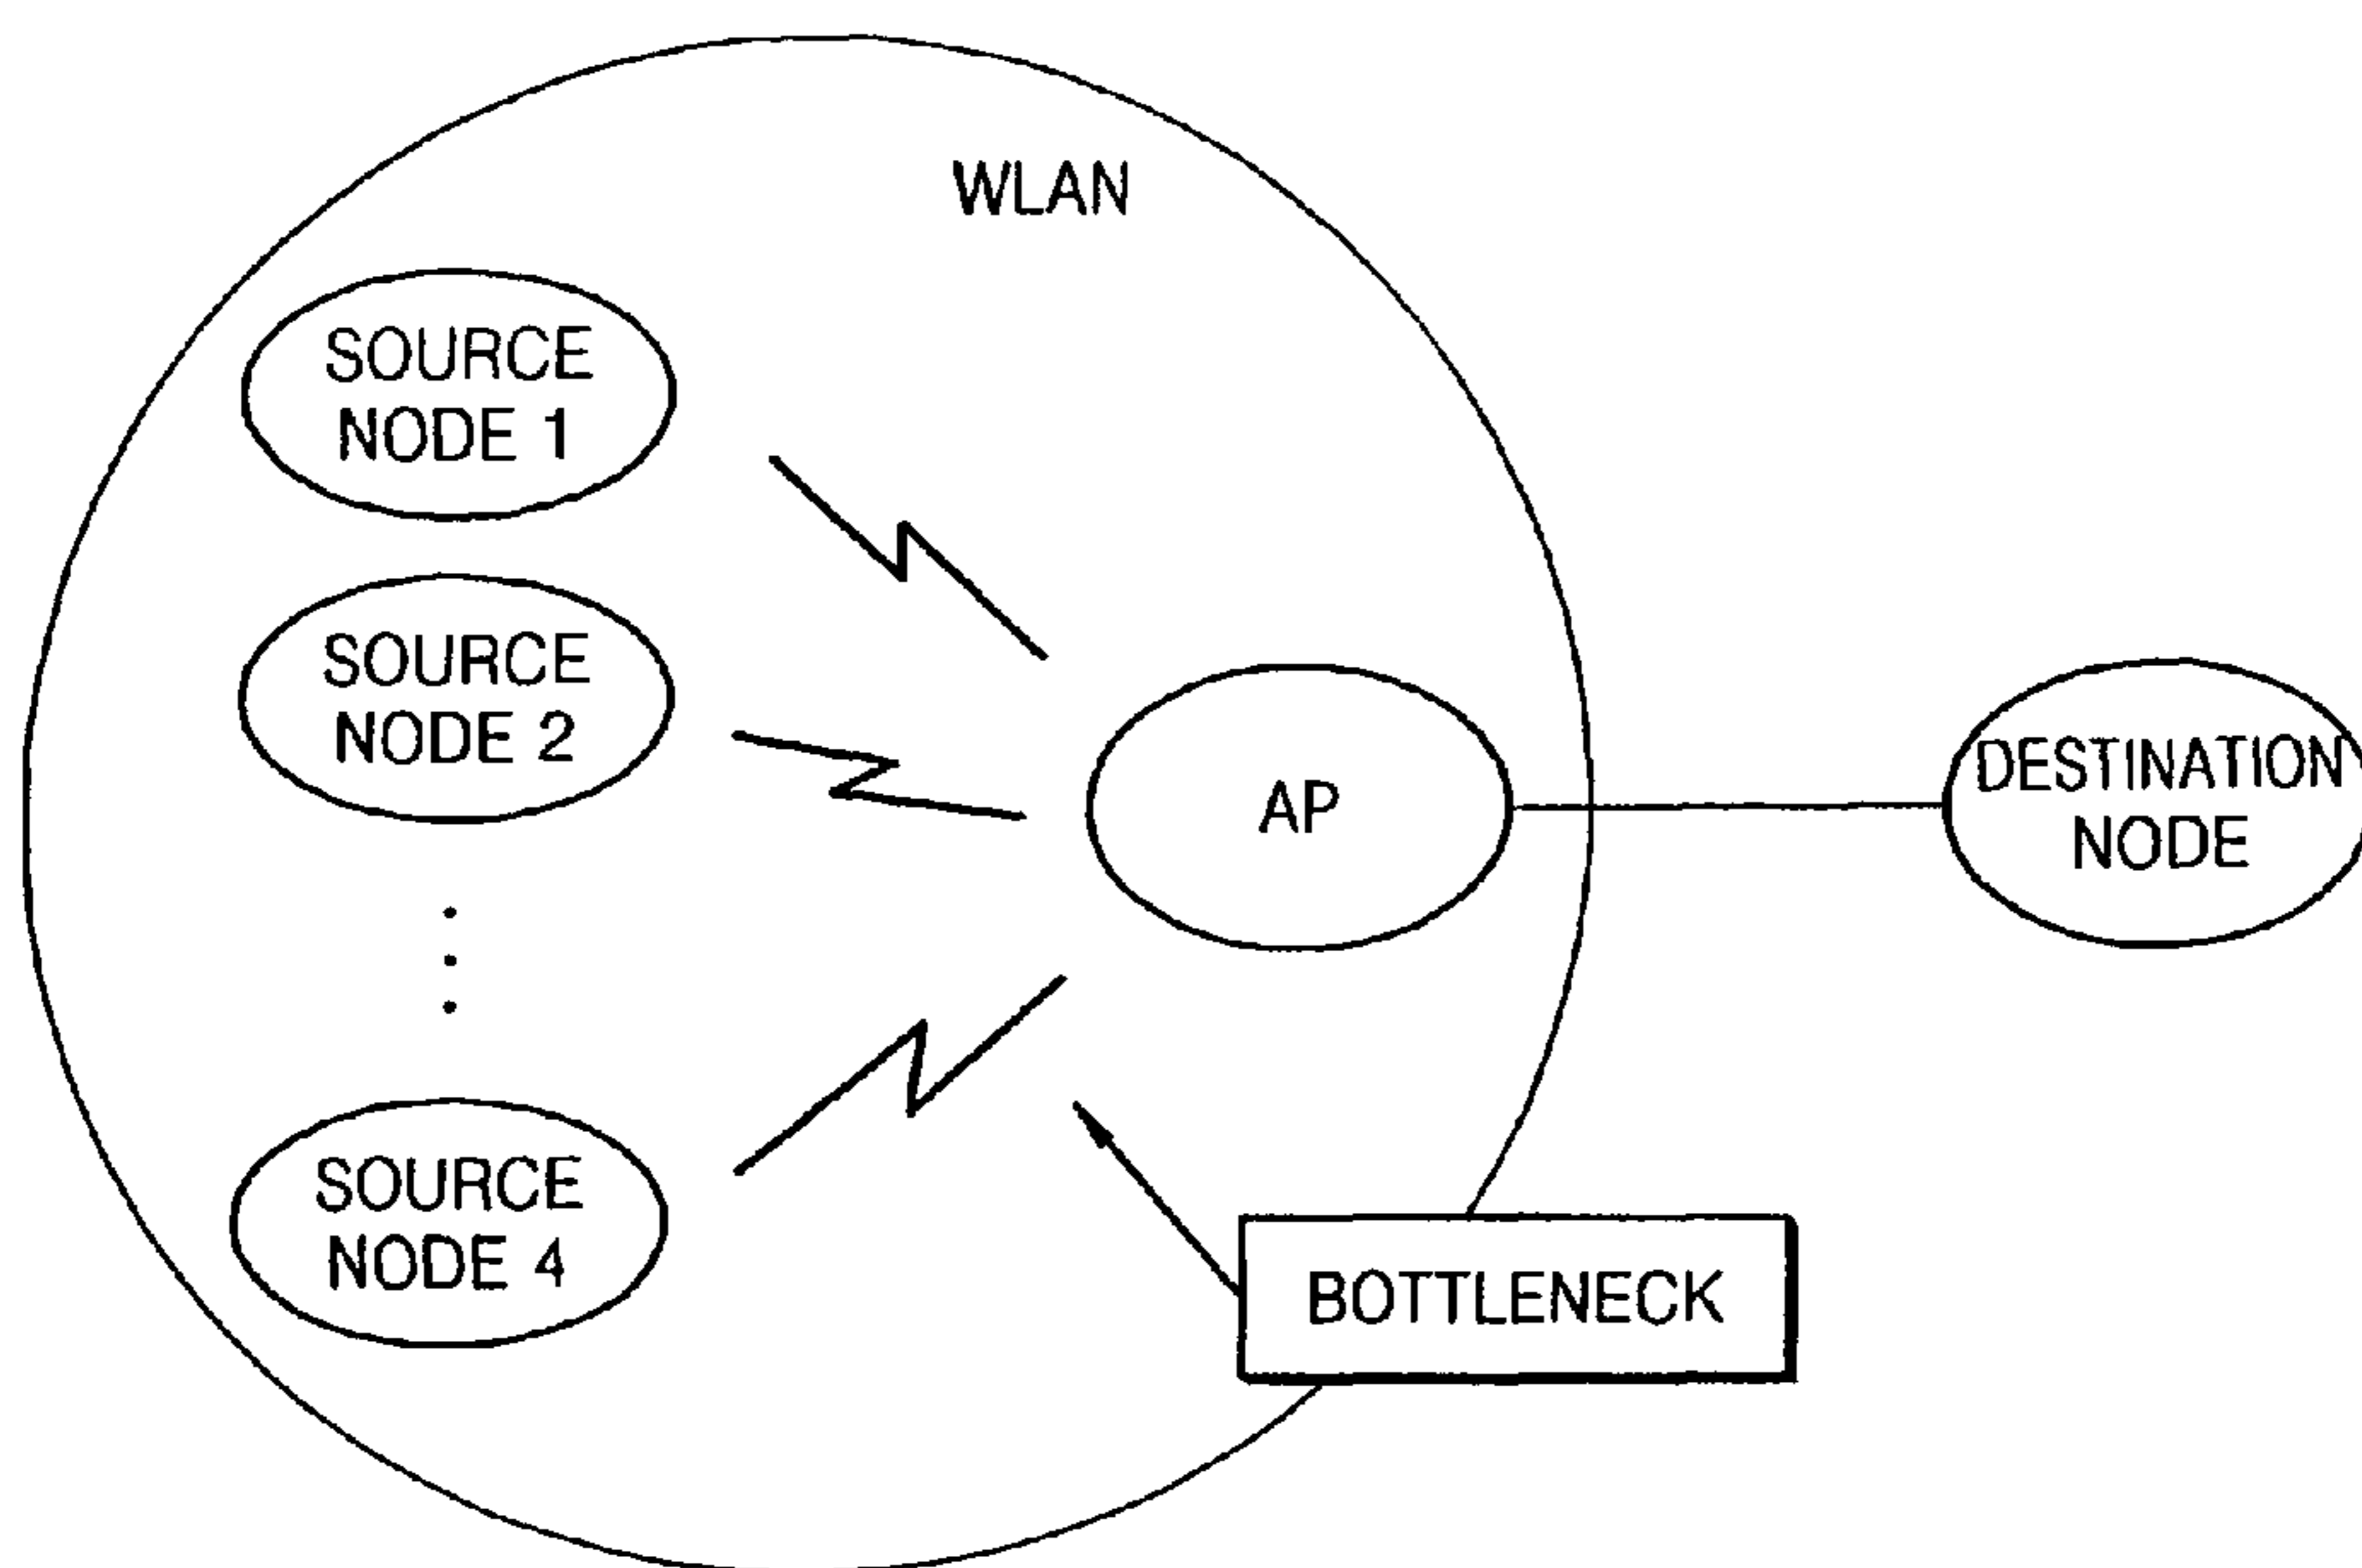 WLAN
SOURCE
NODE 1
SOURCE
NODE 2
AP
DESTINATION
NODE
SOURCE
NODE 4
BOTTLENECK